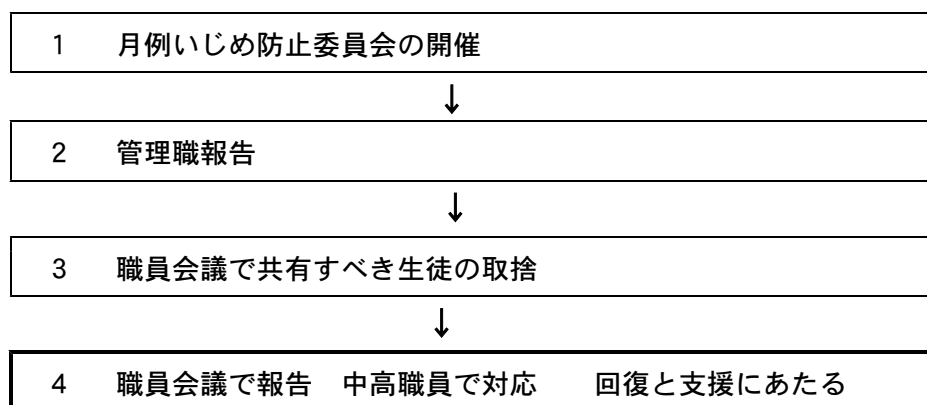 1　月例いじめ防止委員会の開催
↓
2　管理職報告
↓
3　職員会議で共有すべき生徒の取捨
↓
4　職員会議で報告　中高職員で対応　　回復と支援にあたる